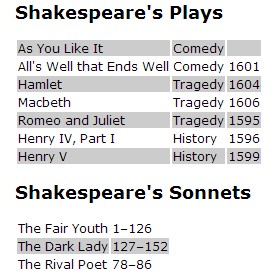 Shakespeare's Plays
As You Like It Comedy
All's Well that Ends Well Comedy 1601
Hamlet Tragedy 1604
Macbeth Tragedy 1606
Romeo and Juliet Tragedy 1595
Henry IV, Part I History 1596
Henry V History 1599
Shakespeare's Sonnets
The Fair Youth 1–126
The Dark Lady 127–152
The Rival Poet 78–86